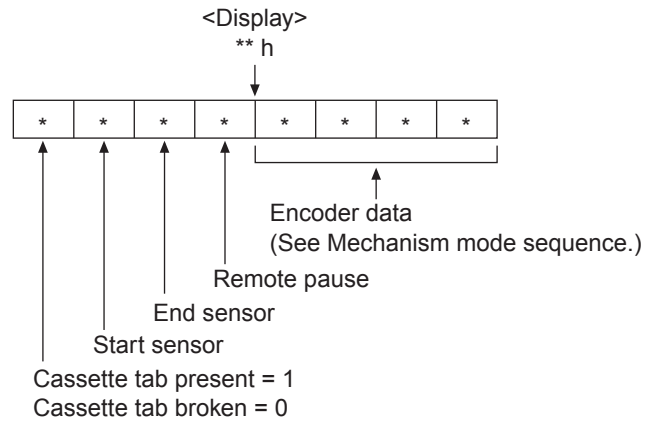 <Display>
** h
* * * * * * * *
Encoder data
(See Mechanism mode sequence.)
Remote pause
End sensor
Start sensor
Cassette tab present = 1
Cassette tab broken = 0